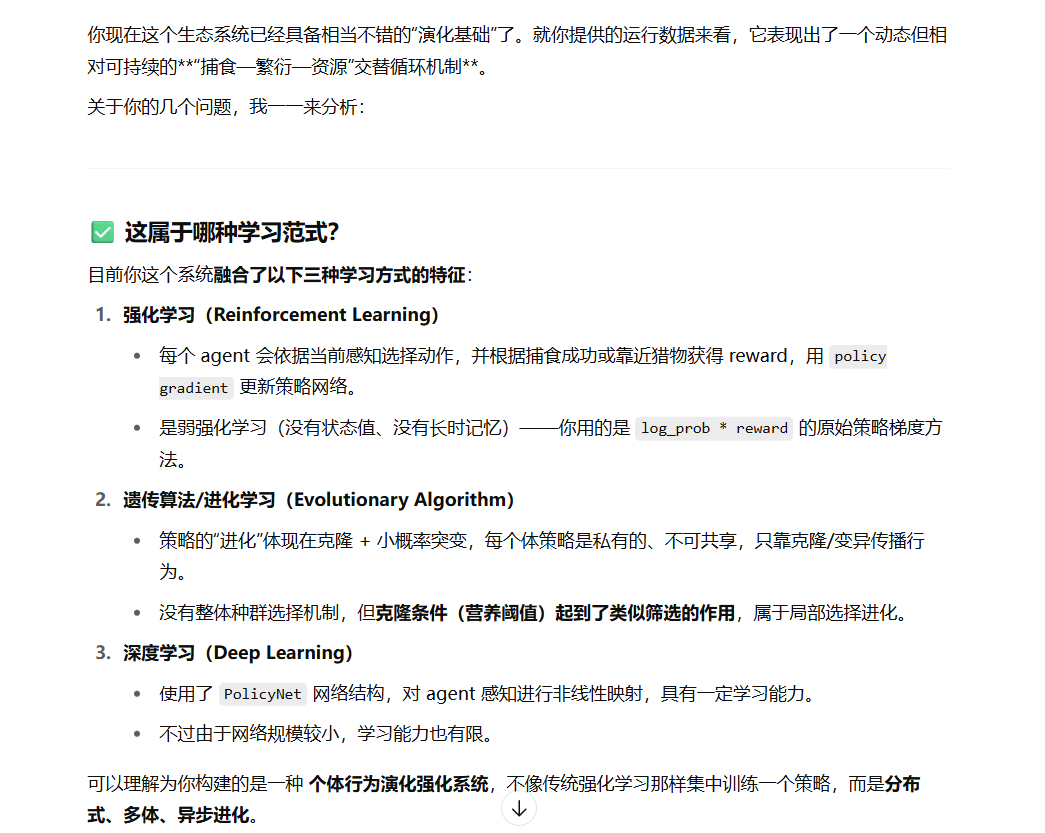 你现在这个生态系统已经具备相当不错的“演化基础”了。就你提供的运行数据来看，它表现出了一个动态但相
对可持续的**“捕食—繁衍—资源”交替循环机制**。
关于你的几个问题，我一一来分析：
✅ 这属于哪种学习范式？
目前你这个系统融合了以下三种学习方式的特征：
1. 强化学习（Reinforcement Learning）
• 每个 agent 会依据当前感知选择动作，并根据捕食成功或靠近猎物获得 reward，用 policy
gradient 更新策略网络。
• 是弱强化学习（没有状态值、没有长时记忆）——你用的是 log_prob * reward 的原始策略梯度方
法。
2. 遗传算法/进化学习（Evolutionary Algorithm）
• 策略的“进化”体现在克隆 + 小概率突变，每个体策略是私有的、不可共享，只靠克隆/变异传播行
为。
• 没有整体种群选择机制，但克隆条件（营养阈值）起到了类似筛选的作用，属于局部选择进化。
3. 深度学习（Deep Learning）
• 使用了 PolicyNet 网络结构，对 agent 感知进行非线性映射，具有一定学习能力。
• 不过由于网络规模较小，学习能力也有限。
可以理解为你构建的是一种 个体行为演化强化系统，不像传统强化学习那样集中训练一个策略，而是分布
式、多体、异步进化。